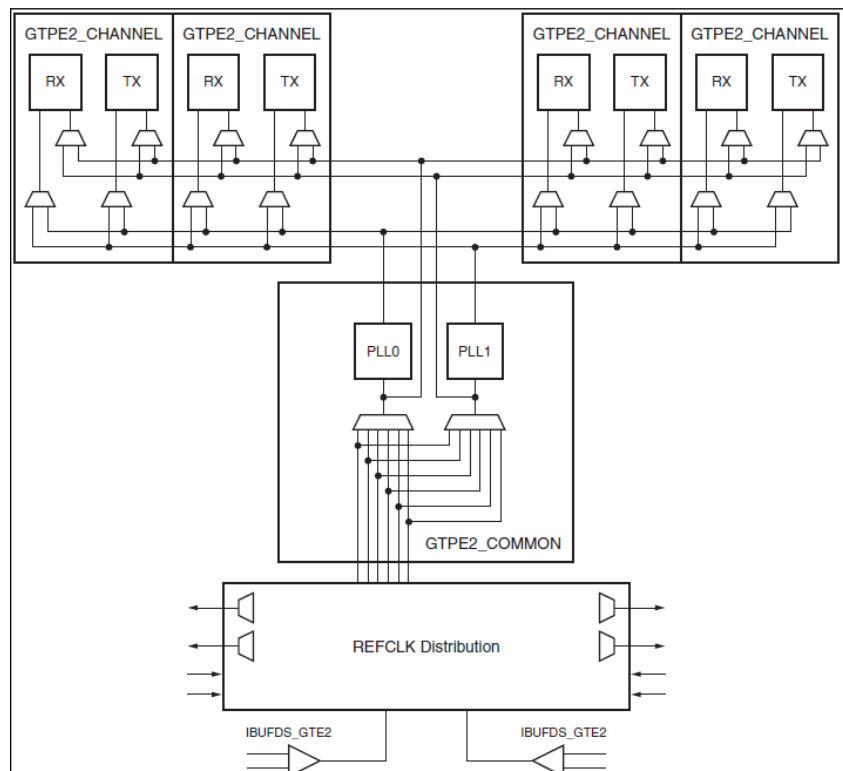 GTPE2_CHANNEL GTPE2_CHANNEL GTPE2_CHANNEL GTPE2_CHANNEL
RX TX RX TX RX TX RX TX
PLL0 PLL1
GTPE2_COMMON
REFCLK Distribution
IBUFDS_GTE2 IBUFDS_GTE2